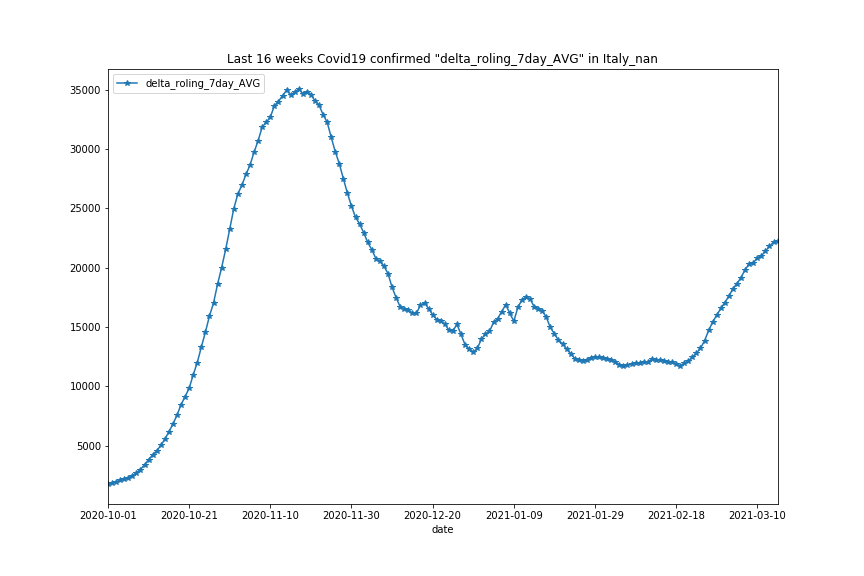 Last 16 weeks Covid19 confirmed "delta_roling_7day_AVG" in Italy_nan
delta_roling_7day_AVG
35000
30000
25000
20000
15000
10000
5000
2020-10-01 2020-10-21 2020-11-10 2020-11-30 2020-12-20 2021-01-09 2021-01-29 2021-02-18 2021-03-10
date